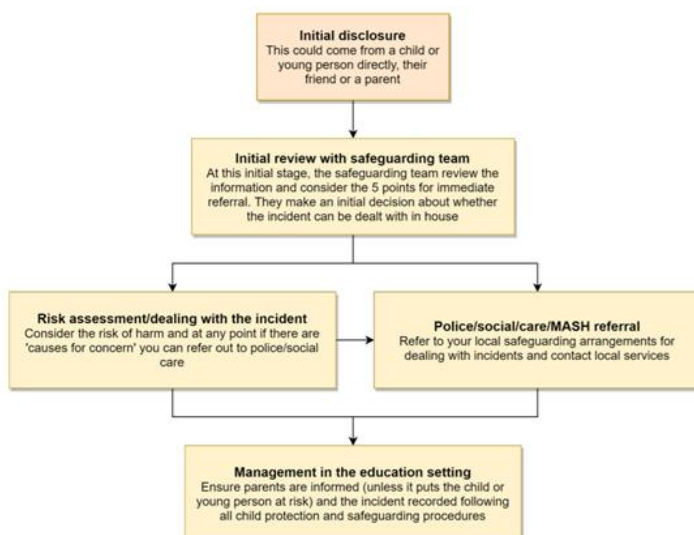 Initial disclosure
This could come from a child or
young person directly, their
friend or a parent
Initial review with safeguarding team
At this initial stage, the safeguarding team review the
information and consider the 5 points for immediate
referral. They make an initial decision about whether
the incident can be dealt with in house
Risk assessment/dealing with the incident
Consider the risk of harm and at any point if there are
'causes for concern' you can refer out to police/social
care
Police/social/care/MASH referral
Refer to your local safeguarding arrangements for
dealing with incidents and contact local services
Management in the education setting
Ensure parents are informed (unless it puts the child or
young person at risk) and the incident recorded following
all child protection and safeguarding procedures